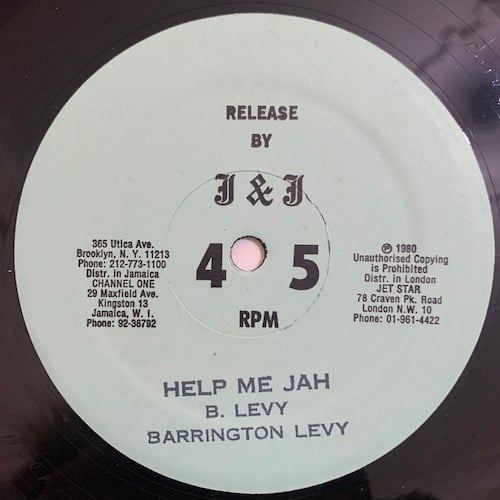 RELEASE
BY
J & J
365 Utica Ave.
Brooklyn, N. Y. 11213
Phone: 212-773-1100
Distr. in Jamaica
CHANNEL ONE
29 Maxfield Ave.
Kingston 13
Jamaica, W. I.
Phone: 92-38792
45
RPM
℗ 1980
Unauthorised Copying
is Prohibited
Distr. in London
JET STAR
78 Craven Pk. Road
London N.W. 10
Phone: 01-961-4422
HELP ME JAH
B. LEVY
BARRINGTON LEVY